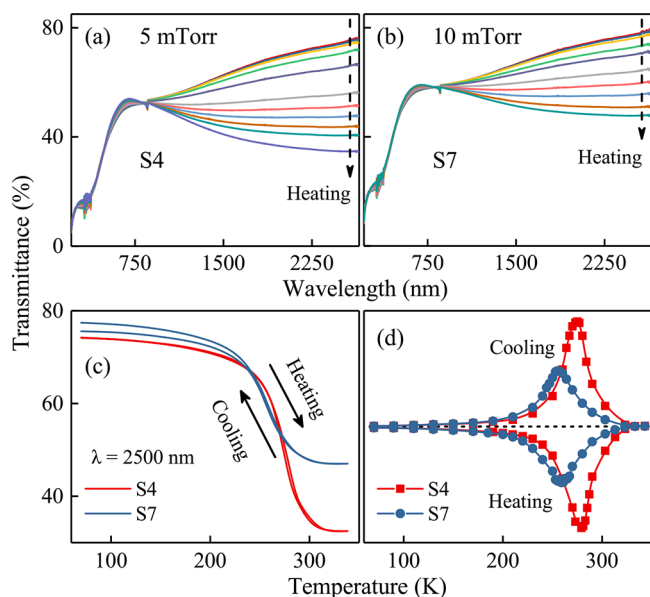 80
(a) 5 mTorr
(b) 10 mTorr
40
S4
S7
Heating
Heating
0
Transmittance (%)
750 1500 2250
750 1500 2250
Wavelength (nm)
80
(c)
(d)
Heating
Cooling
Cooling
60
λ = 2500 nm
S4
S7
S4
S7
Heating
40
100 200 300
100 200 300
Temperature (K)